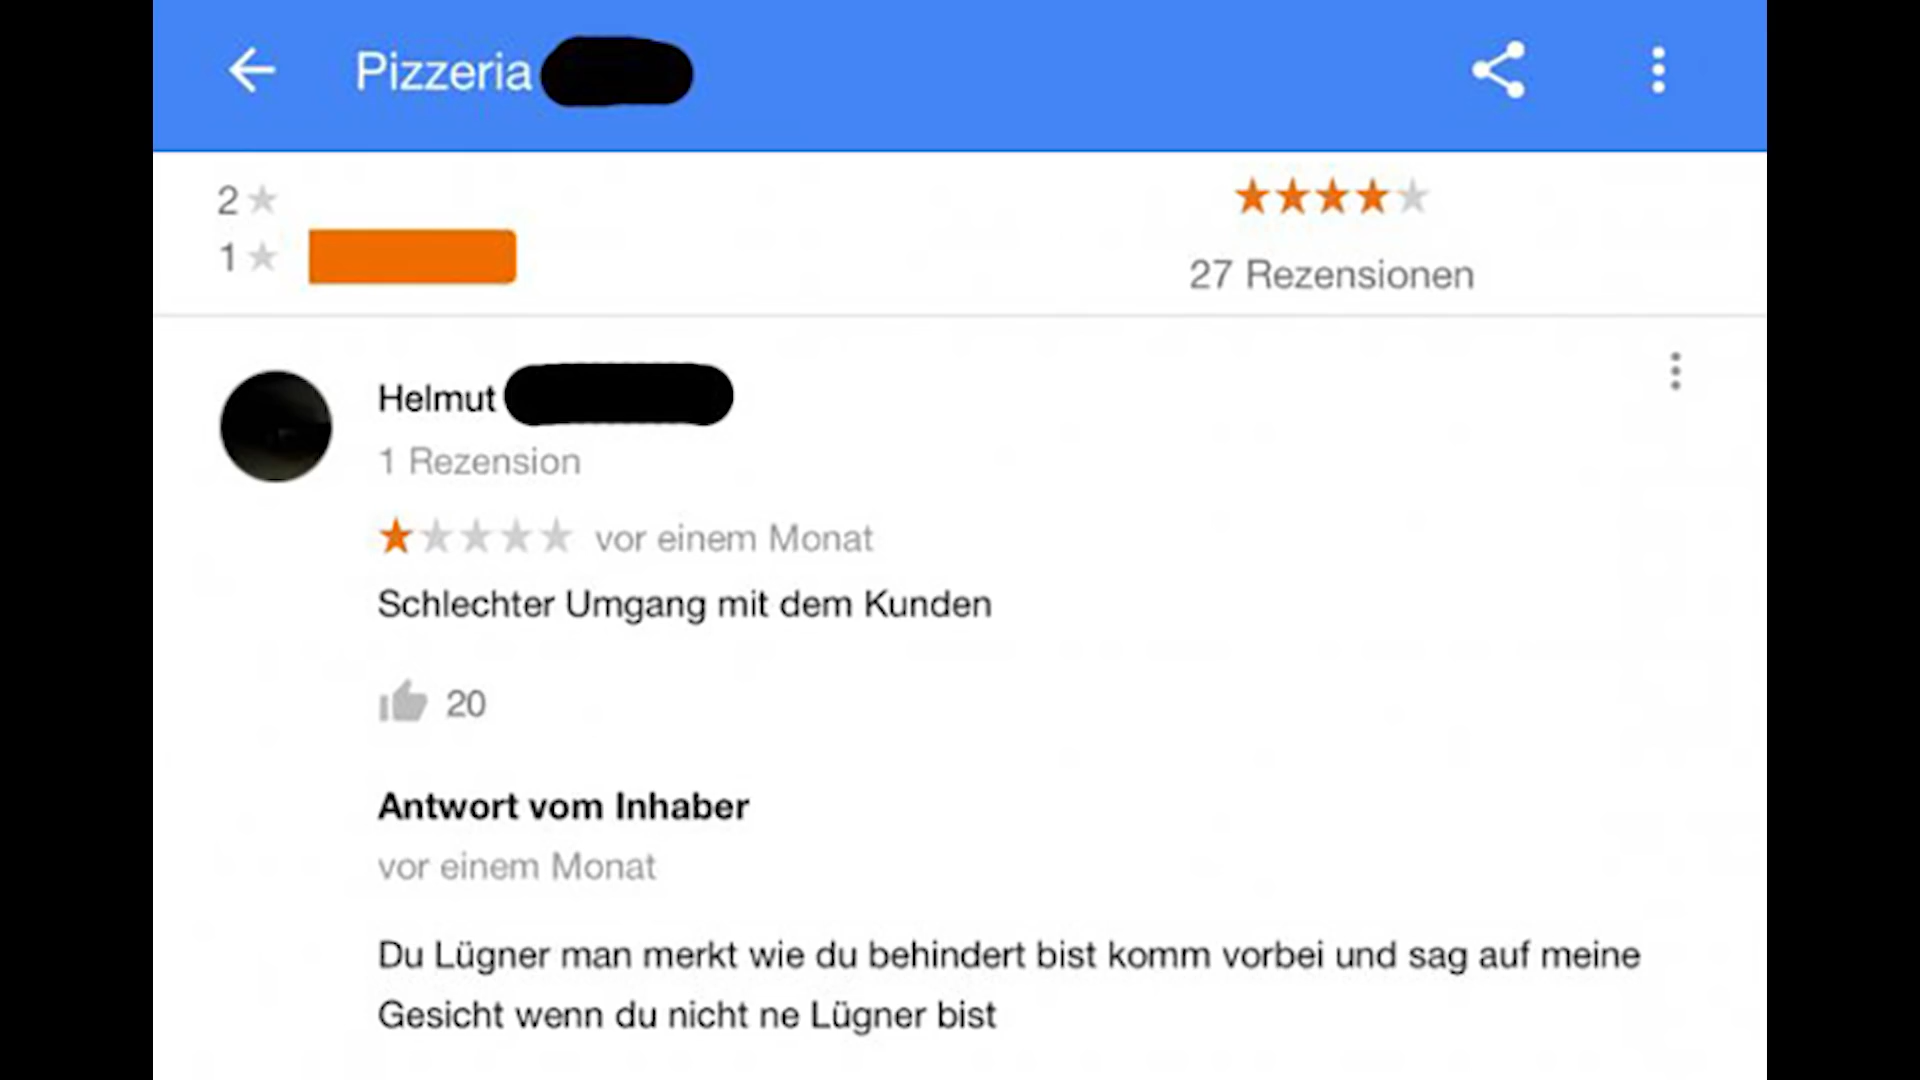 Pizzeria
2
1
27 Rezensionen
Helmut
1 Rezension
vor einem Monat
Schlechter Umgang mit dem Kunden
20
Antwort vom Inhaber
vor einem Monat
Du Lügner man merkt wie du behindert bist komm vorbei und sag auf meine
Gesicht wenn du nicht ne Lügner bist